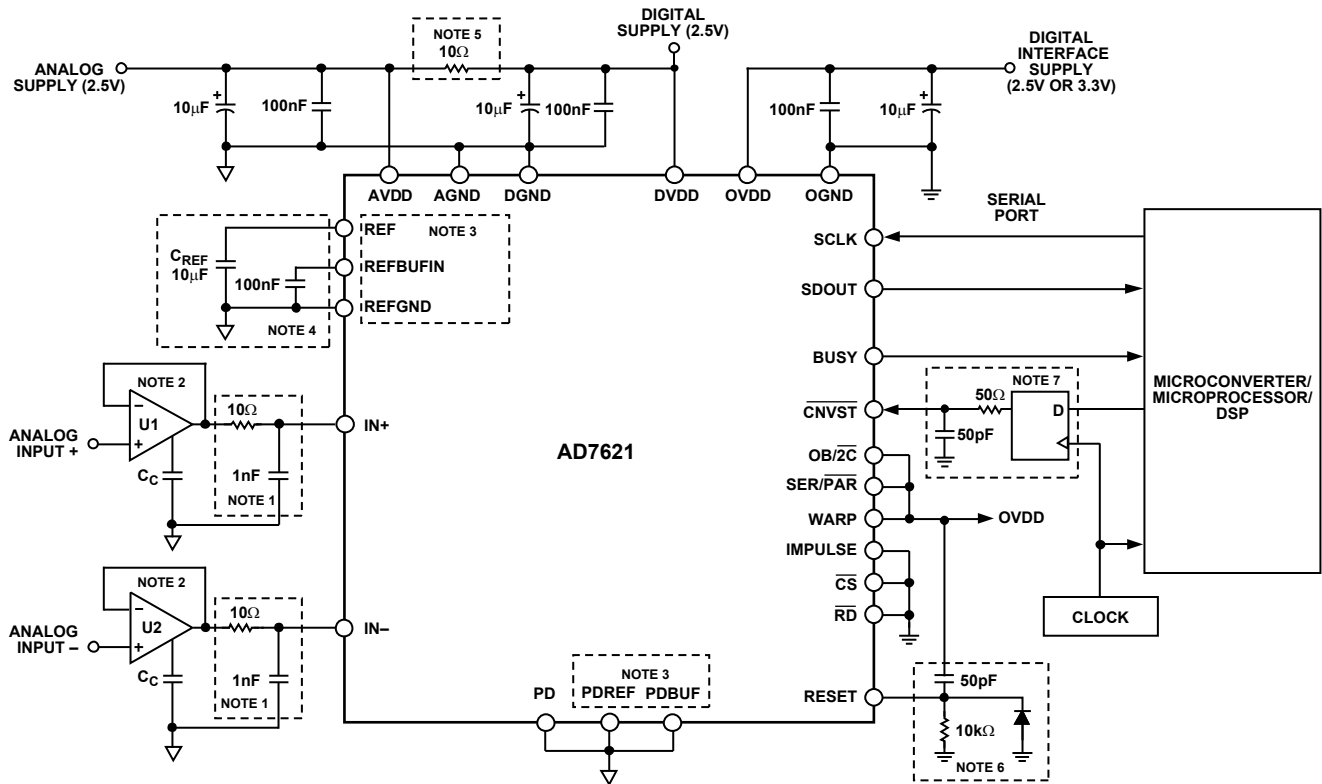 NOTE 5
10Ω
DIGITAL
SUPPLY (2.5V)
DIGITAL
INTERFACE
SUPPLY
(2.5V OR 3.3V)
ANALOG
SUPPLY (2.5V)
+
10μF
100nF
+
10μF
100nF
100nF
+
10μF
AVDD
AGND
DGND
DVDD
OVDD
OGND
SERIAL
PORT
REF
NOTE 3
SCLK
CREF
10μF
REFBUFIN
100nF
SDOUT
REFGND
NOTE 4
BUSY
NOTE 2
NOTE 7
MICROCONVERTER/
MICROPROCESSOR/
DSP
−
U1
+
10Ω
50Ω
D
CNVST
ANALOG
INPUT +
IN+
AD7621
50pF
CC
1nF
NOTE 1
OB/2C
SER/PAR
WARP
OVDD
IMPULSE
CS
RD
CLOCK
NOTE 2
−
U2
+
10Ω
ANALOG
INPUT −
IN−
CC
1nF
NOTE 1
NOTE 3
PD
PDREF
PDBUF
RESET
50pF
10kΩ
NOTE 6